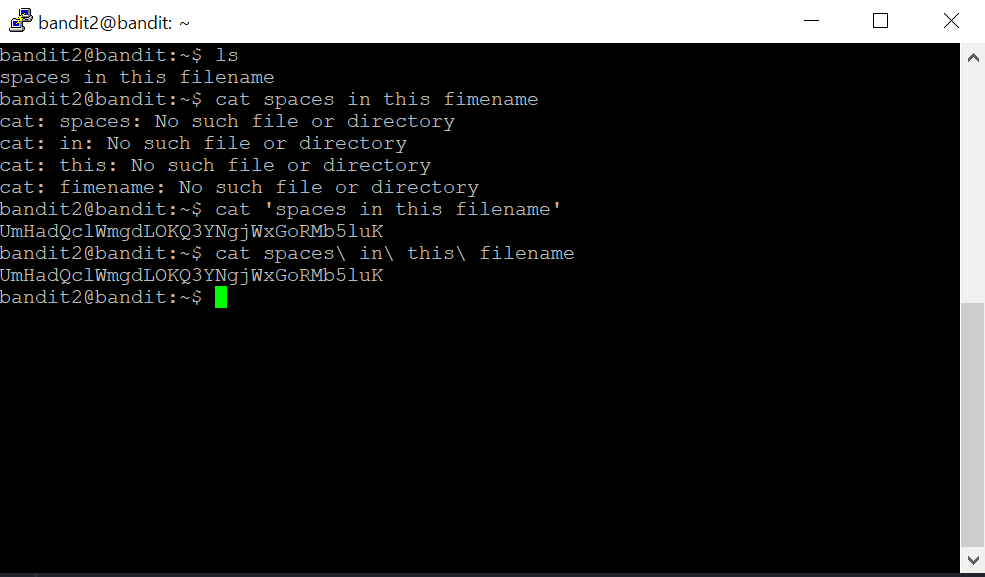 bandit2@bandit: ~
bandit2@bandit:~$ ls
spaces in this filename
bandit2@bandit:~$ cat spaces in this fimename
cat: spaces: No such file or directory
cat: in: No such file or directory
cat: this: No such file or directory
cat: fimename: No such file or directory
bandit2@bandit:~$ cat 'spaces in this filename'
UmHadQclWmgdLOKQ3YNgjWxGoRMb5luK
bandit2@bandit:~$ cat spaces\ in\ this\ filename
UmHadQclWmgdLOKQ3YNgjWxGoRMb5luK
bandit2@bandit:~$